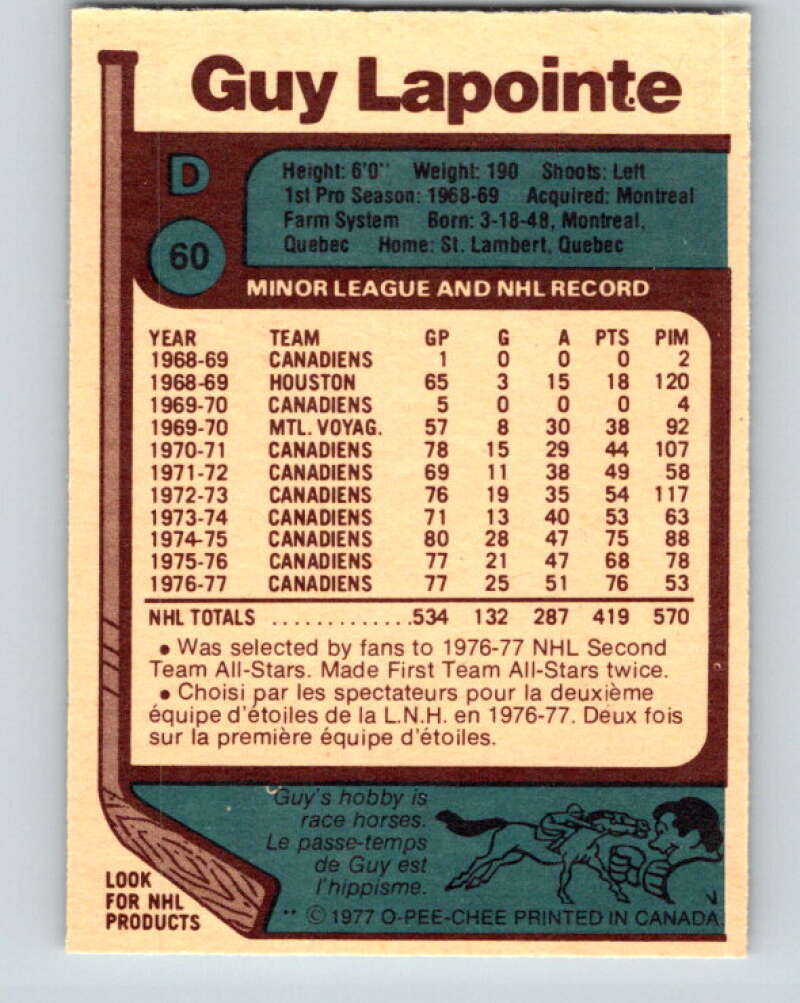 Guy Lapointe
D
60
Height: 6'0'' Weight: 190 Shoots: Left
1st Pro Season: 1968-69 Acquired: Montreal
Farm System Born: 3-18-48, Montreal,
Quebec Home: St. Lambert, Quebec
MINOR LEAGUE AND NHL RECORD
YEAR TEAM GP G A PTS PIM
1968-69 CANADIENS 1 0 0 0 2
1968-69 HOUSTON 65 3 15 18 120
1969-70 CANADIENS 5 0 0 0 4
1969-70 MTL. VOYAG. 57 8 30 38 92
1970-71 CANADIENS 78 15 29 44 107
1971-72 CANADIENS 69 11 38 49 58
1972-73 CANADIENS 76 19 35 54 117
1973-74 CANADIENS 71 13 40 53 63
1974-75 CANADIENS 80 28 47 75 88
1975-76 CANADIENS 77 21 47 68 78
1976-77 CANADIENS 77 25 51 76 53
NHL TOTALS .............534 132 287 419 570
• Was selected by fans to 1976-77 NHL Second
Team All-Stars. Made First Team All-Stars twice.
• Choisi par les spectateurs pour la deuxième
équipe d'étoiles de la L.N.H. en 1976-77. Deux fois
sur la première équipe d'étoiles.
Guy's hobby is
race horses.
Le passe-temps
de Guy est
l'hippisme.
LOOK
FOR NHL
PRODUCTS
** © 1977 O-PEE-CHEE PRINTED IN CANADA